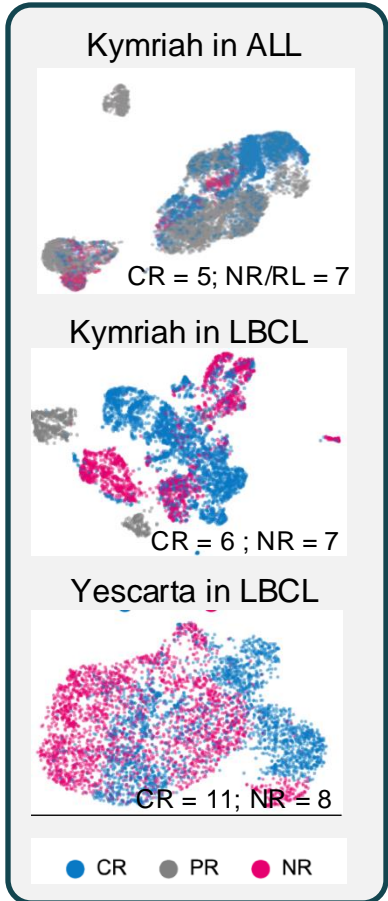 Kymriah in ALL
CR = 5; NR/RL = 7
Kymriah in LBCL
CR = 6 ; NR = 7
Yescarta in LBCL
CR = 11; NR = 8
CR PR NR